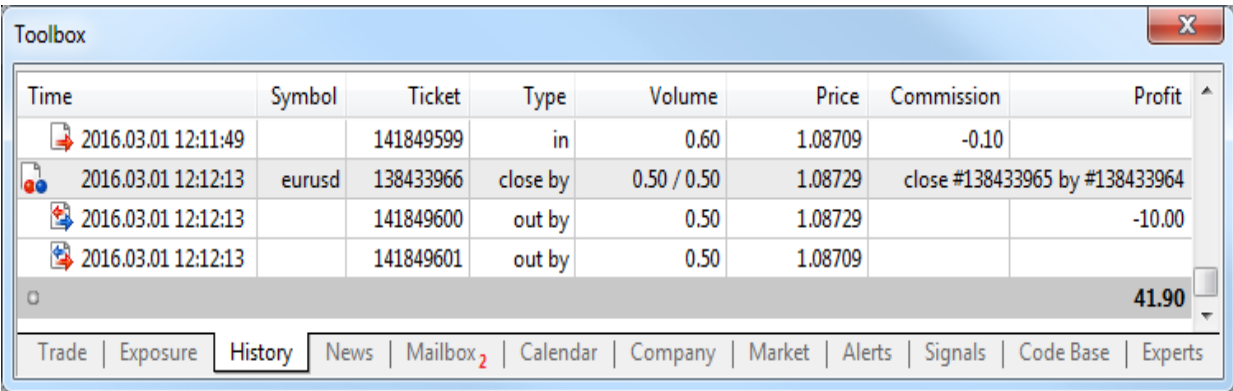 Toolbox
Time Symbol Ticket Type Volume Price Commission Profit
2016.03.01 12:11:49 141849599 in 0.60 1.08709 -0.10
2016.03.01 12:12:13 eurusd 138433966 close by 0.50 / 0.50 1.08729 close #138433965 by #138433964
2016.03.01 12:12:13 141849600 out by 0.50 1.08729 -10.00
2016.03.01 12:12:13 141849601 out by 0.50 1.08709
41.90
Trade | Exposure | History | News | Mailbox 2 | Calendar | Company | Market | Alerts | Signals | Code Base | Experts